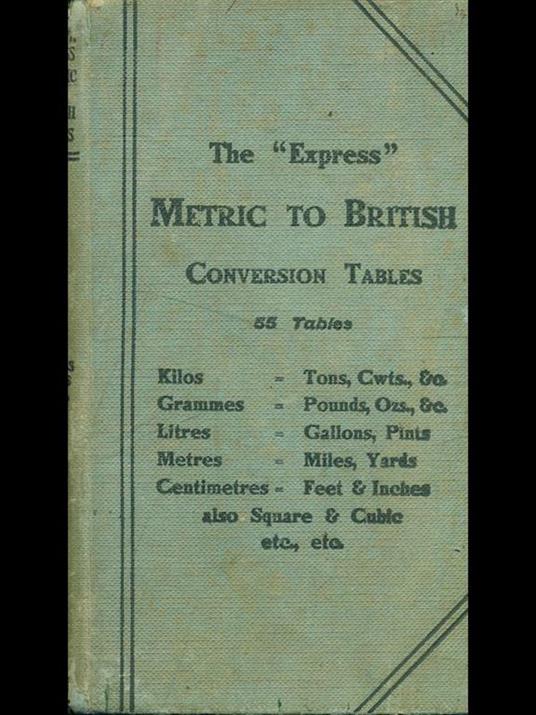 The "Express"
METRIC TO BRITISH
CONVERSION TABLES
55 Tables
Kilos = Tons, Cwts., &c.
Grammes = Pounds, Ozs., &c.
Litres = Gallons, Pints
Metres = Miles, Yards
Centimetres = Feet & Inches
also Square & Cubic
etc., etc.